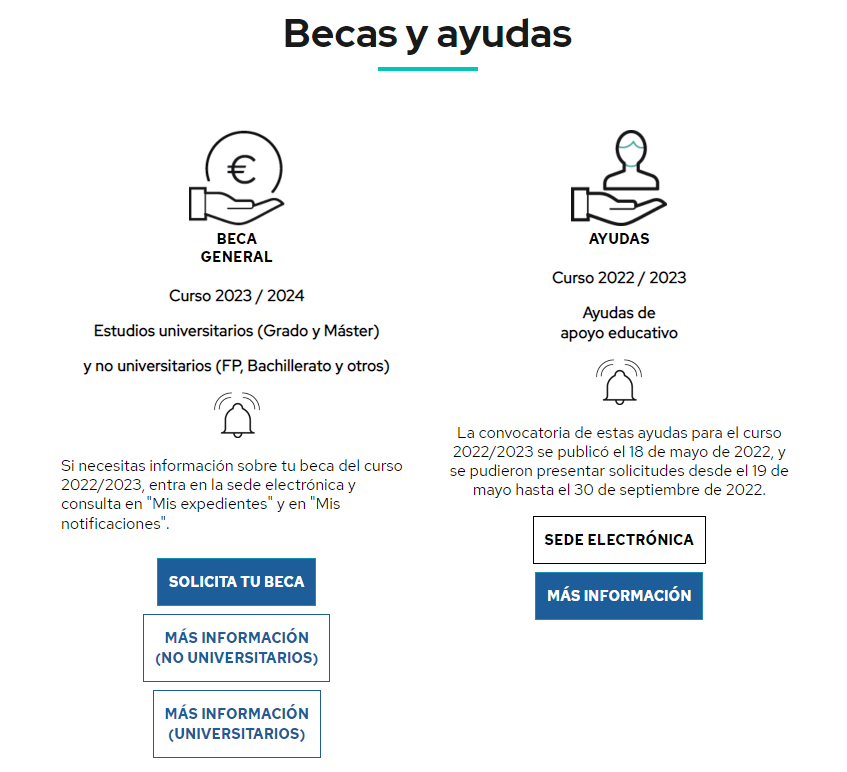 Becas y ayudas
€
BECA
GENERAL
Curso 2023 / 2024
Estudios universitarios (Grado y Máster)
y no universitarios (FP, Bachillerato y otros)
Si necesitas información sobre tu beca del curso
2022/2023, entra en la sede electrónica y
consulta en "Mis expedientes" y en "Mis
notificaciones".
SOLICITA TU BECA
MÁS INFORMACIÓN
(NO UNIVERSITARIOS)
MÁS INFORMACIÓN
(UNIVERSITARIOS)
AYUDAS
Curso 2022 / 2023
Ayudas de
apoyo educativo
La convocatoria de estas ayudas para el curso
2022/2023 se publicó el 18 de mayo de 2022, y
se pudieron presentar solicitudes desde el 19 de
mayo hasta el 30 de septiembre de 2022.
SEDE ELECTRÓNICA
MÁS INFORMACIÓN